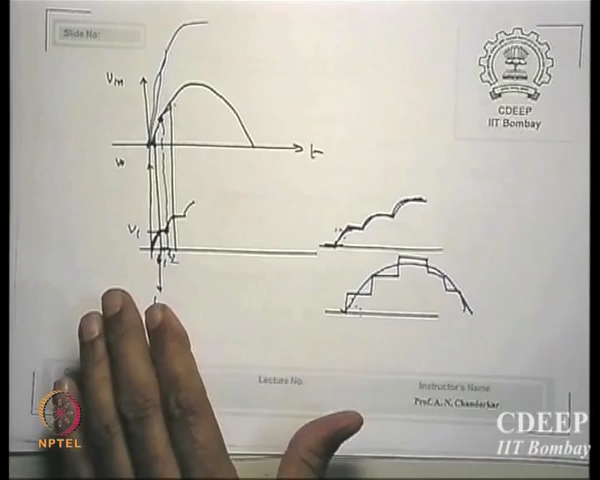 Slide No:
CDEEP
IIT Bombay
Vm
t
V1
Lecture No.
Instructor's Name
Prof. A. N. Chandorkar
NPTEL
CDEEP
IIT Bombay